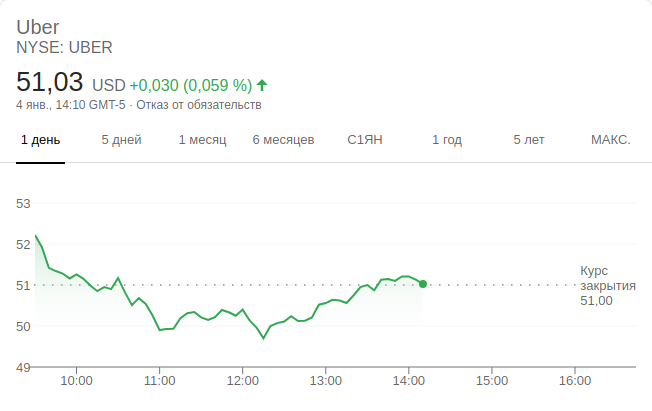 Uber
NYSE: UBER
51,03 USD +0,030 (0,059 %)
4 янв., 14:10 GMT-5 · Отказ от обязательств
1 день 5 дней 1 месяц 6 месяцев С1ЯН 1 год 5 лет МАКС.
53
52
51
50
49
Курс
закрытия
51,00
10:00 11:00 12:00 13:00 14:00 15:00 16:00